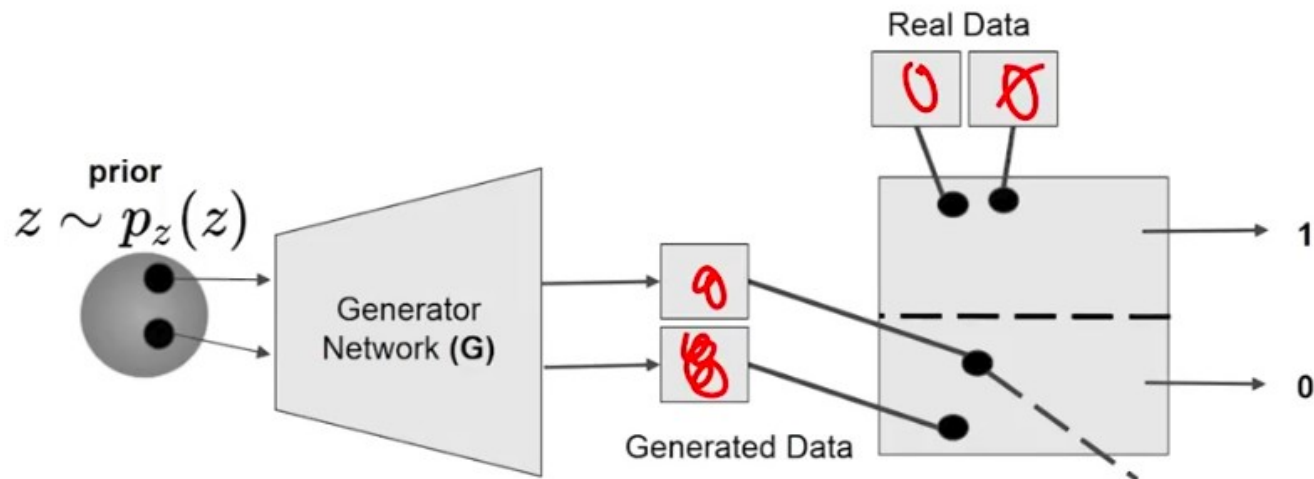 Real Data
prior
z ∼ p_z(z)
1
Generator
Network (G)
0
Generated Data